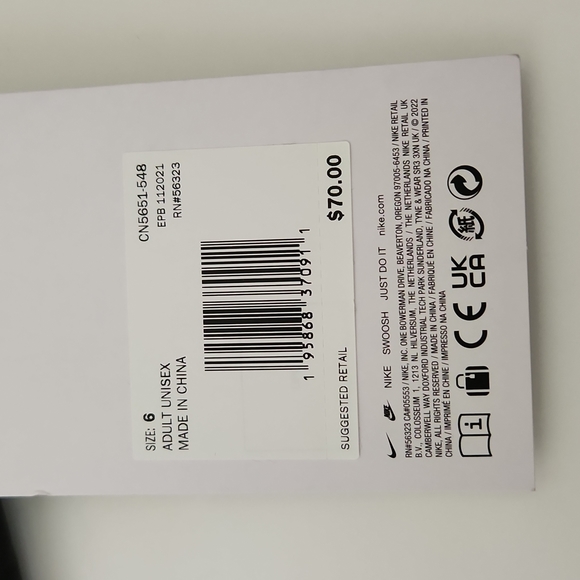 SIZE: 6
ADULT UNISEX
MADE IN CHINA
CN5651-548
EPB 112021
RN#56323
1 95868 37091 1
SUGGESTED RETAIL
$70.00
NIKE SWOOSH JUST DO IT nike.com
RN#56323 CA#05553 / NIKE, INC. ONE BOWERMAN DRIVE, BEAVERTON, OREGON 97005-6453 / NIKE RETAIL
B.V., COLOSSEUM 1, 1213 NL HILVERSUM, THE NETHERLANDS / THE NETHERLANDS NIKE RETAIL UK
CAMBERWELL WAY DOXFORD INDUSTRIAL TECH PARK SUNDERLAND, TYNE & WEAR SR3 3XN UK / © 2022
NIKE, ALL RIGHTS RESERVED / MADE IN CHINA / FABRIQUÉ EN CHINE / FABRICADO NA CHINA / PRINTED IN
CHINA / IMPRIMÉ EN CHINE / IMPRESSO NA CHINA
i CE UK CA 紙